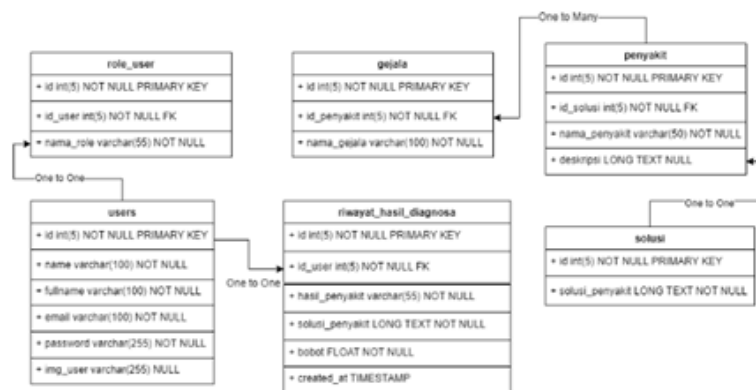 One to Many
role_user
+ id int(5) NOT NULL PRIMARY KEY
+ id_user int(5) NOT NULL FK
+ nama_role varchar(55) NOT NULL
gejala
+ id int(5) NOT NULL PRIMARY KEY
+ id_penyakit int(5) NOT NULL FK
+ nama_gejala varchar(100) NOT NULL
penyakit
+ id int(5) NOT NULL PRIMARY KEY
+ id_solusi int(5) NOT NULL FK
+ nama_penyakit varchar(50) NOT NULL
+ deskripsi LONG TEXT NULL
One to One
users
+ id int(5) NOT NULL PRIMARY KEY
+ name varchar(100) NOT NULL
+ fullname varchar(100) NOT NULL
+ email varchar(100) NOT NULL
+ password varchar(255) NOT NULL
+ img_user varchar(255) NULL
One to One
riwayat_hasil_diagnosa
+ id int(5) NOT NULL PRIMARY KEY
+ id_user int(5) NOT NULL FK
+ hasil_penyakit varchar(55) NOT NULL
+ solusi_penyakit LONG TEXT NOT NULL
+ bobot FLOAT NOT NULL
+ created_at TIMESTAMP
One to One
solusi
+ id int(5) NOT NULL PRIMARY KEY
+ solusi_penyakit LONG TEXT NOT NULL